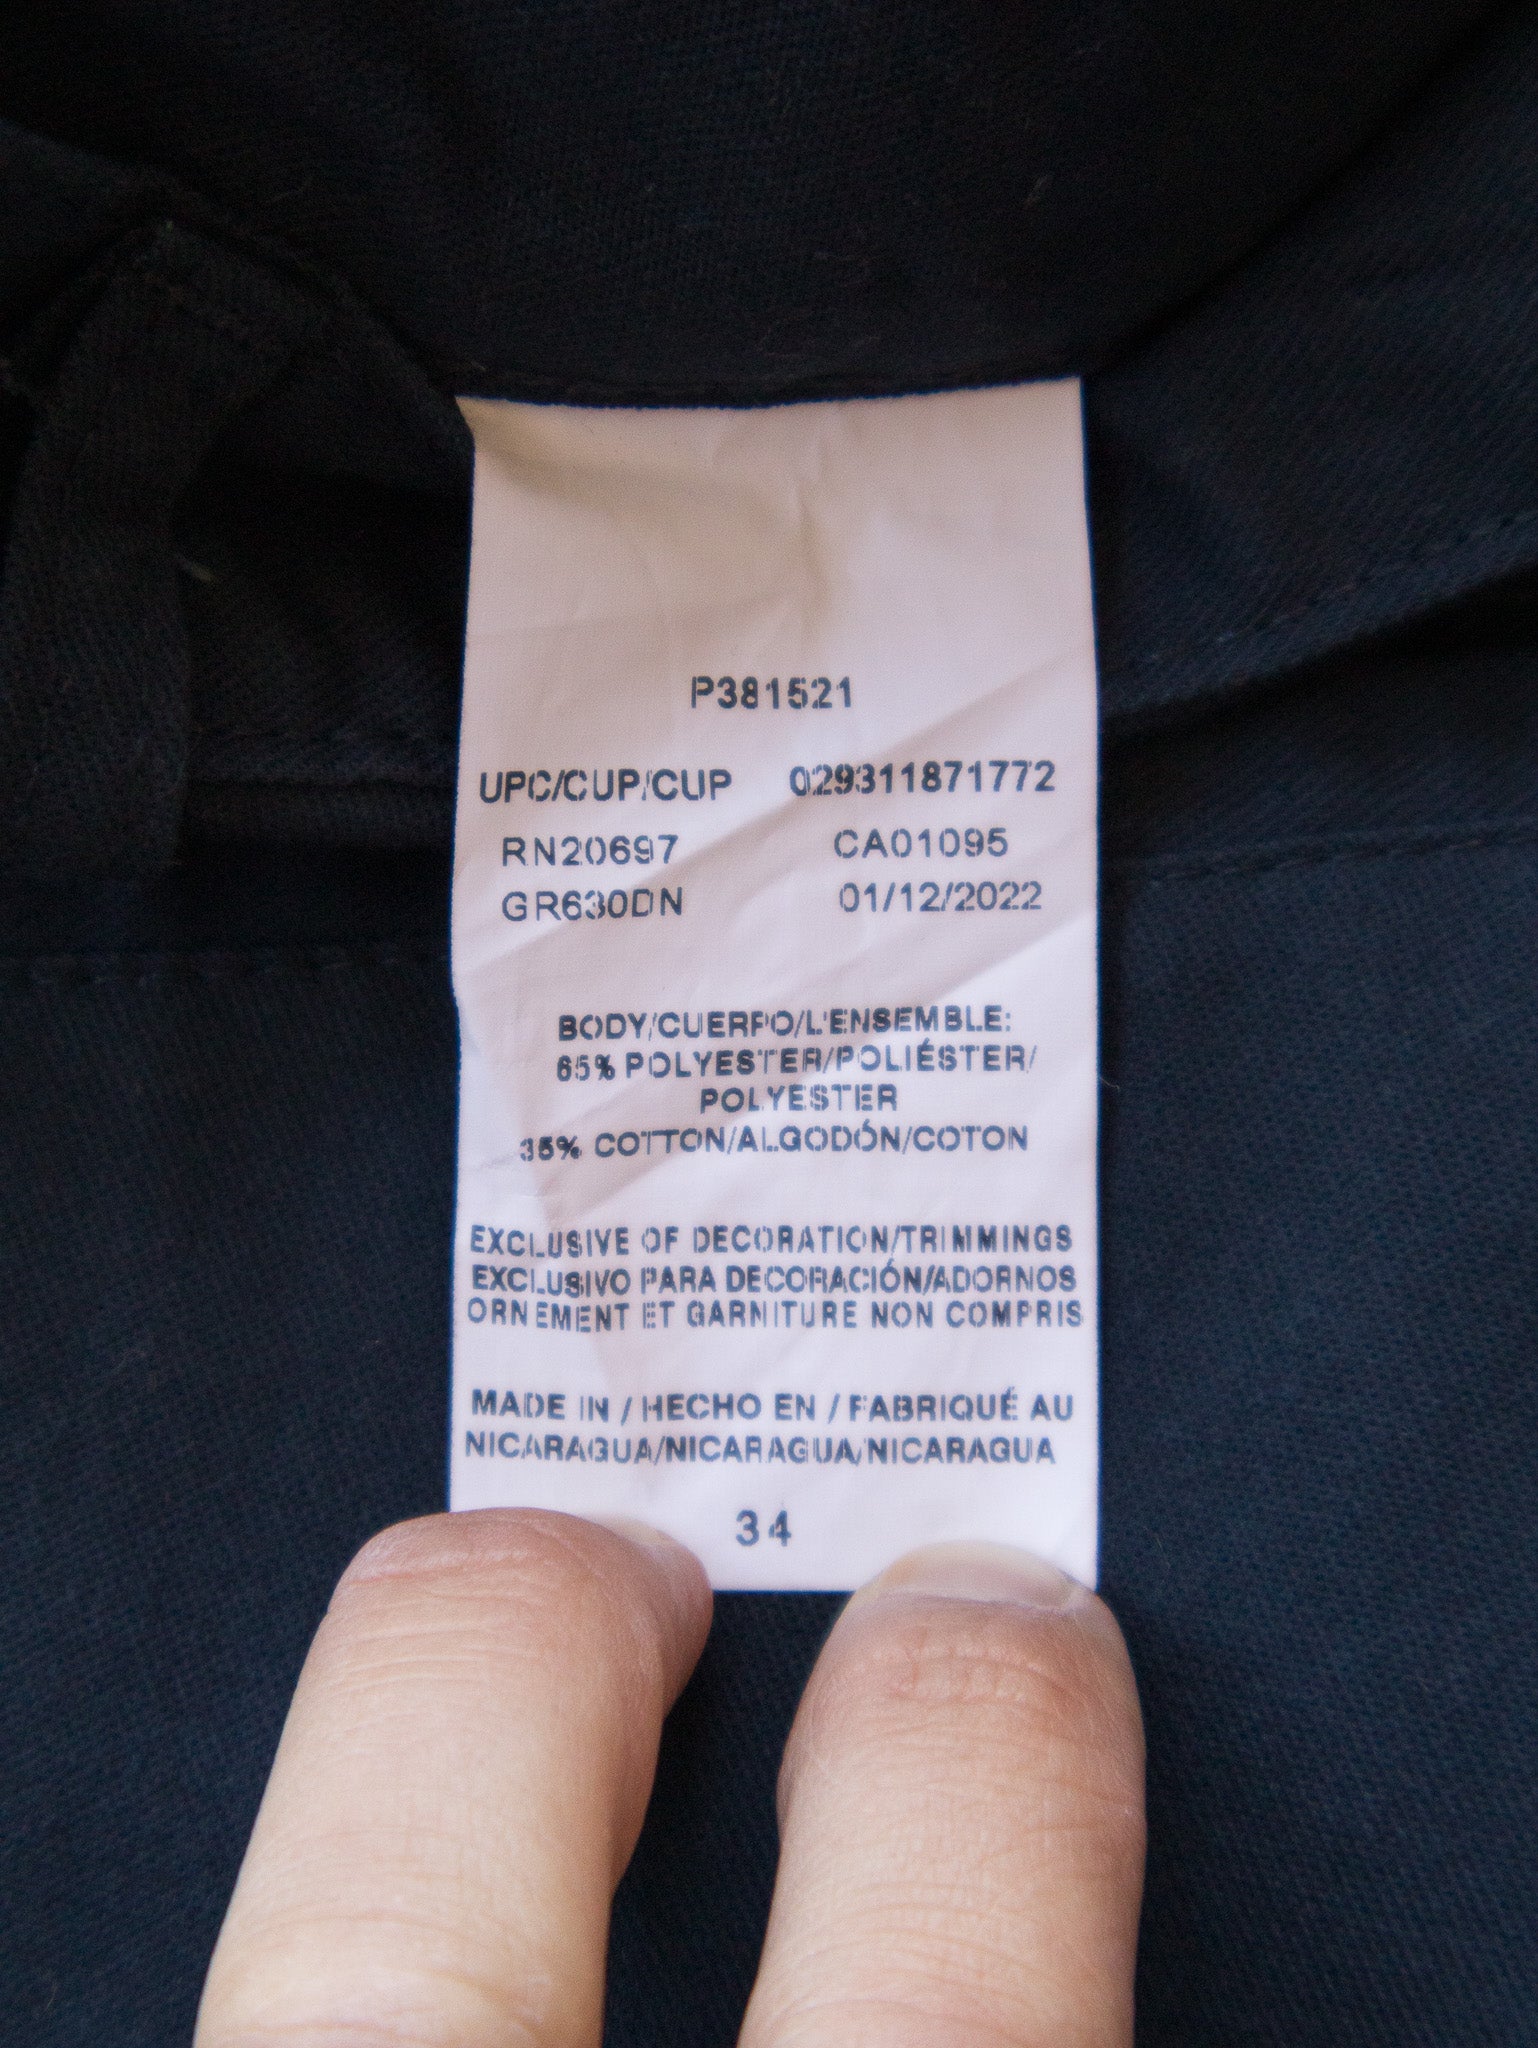 P381521
UPC/CUP/CUP 029311871772
RN20697 CA01095
GR630DN 01/12/2022
BODY/CUERPO/L'ENSEMBLE:
65% POLYESTER/POLIÉSTER/
POLYESTER
35% COTTON/ALGODÓN/COTON
EXCLUSIVE OF DECORATION/TRIMMINGS
EXCLUSIVO PARA DECORACIÓN/ADORNOS
ORNEMENT ET GARNITURE NON COMPRIS
MADE IN / HECHO EN / FABRIQUÉ AU
NICARAGUA/NICARAGUA/NICARAGUA
34